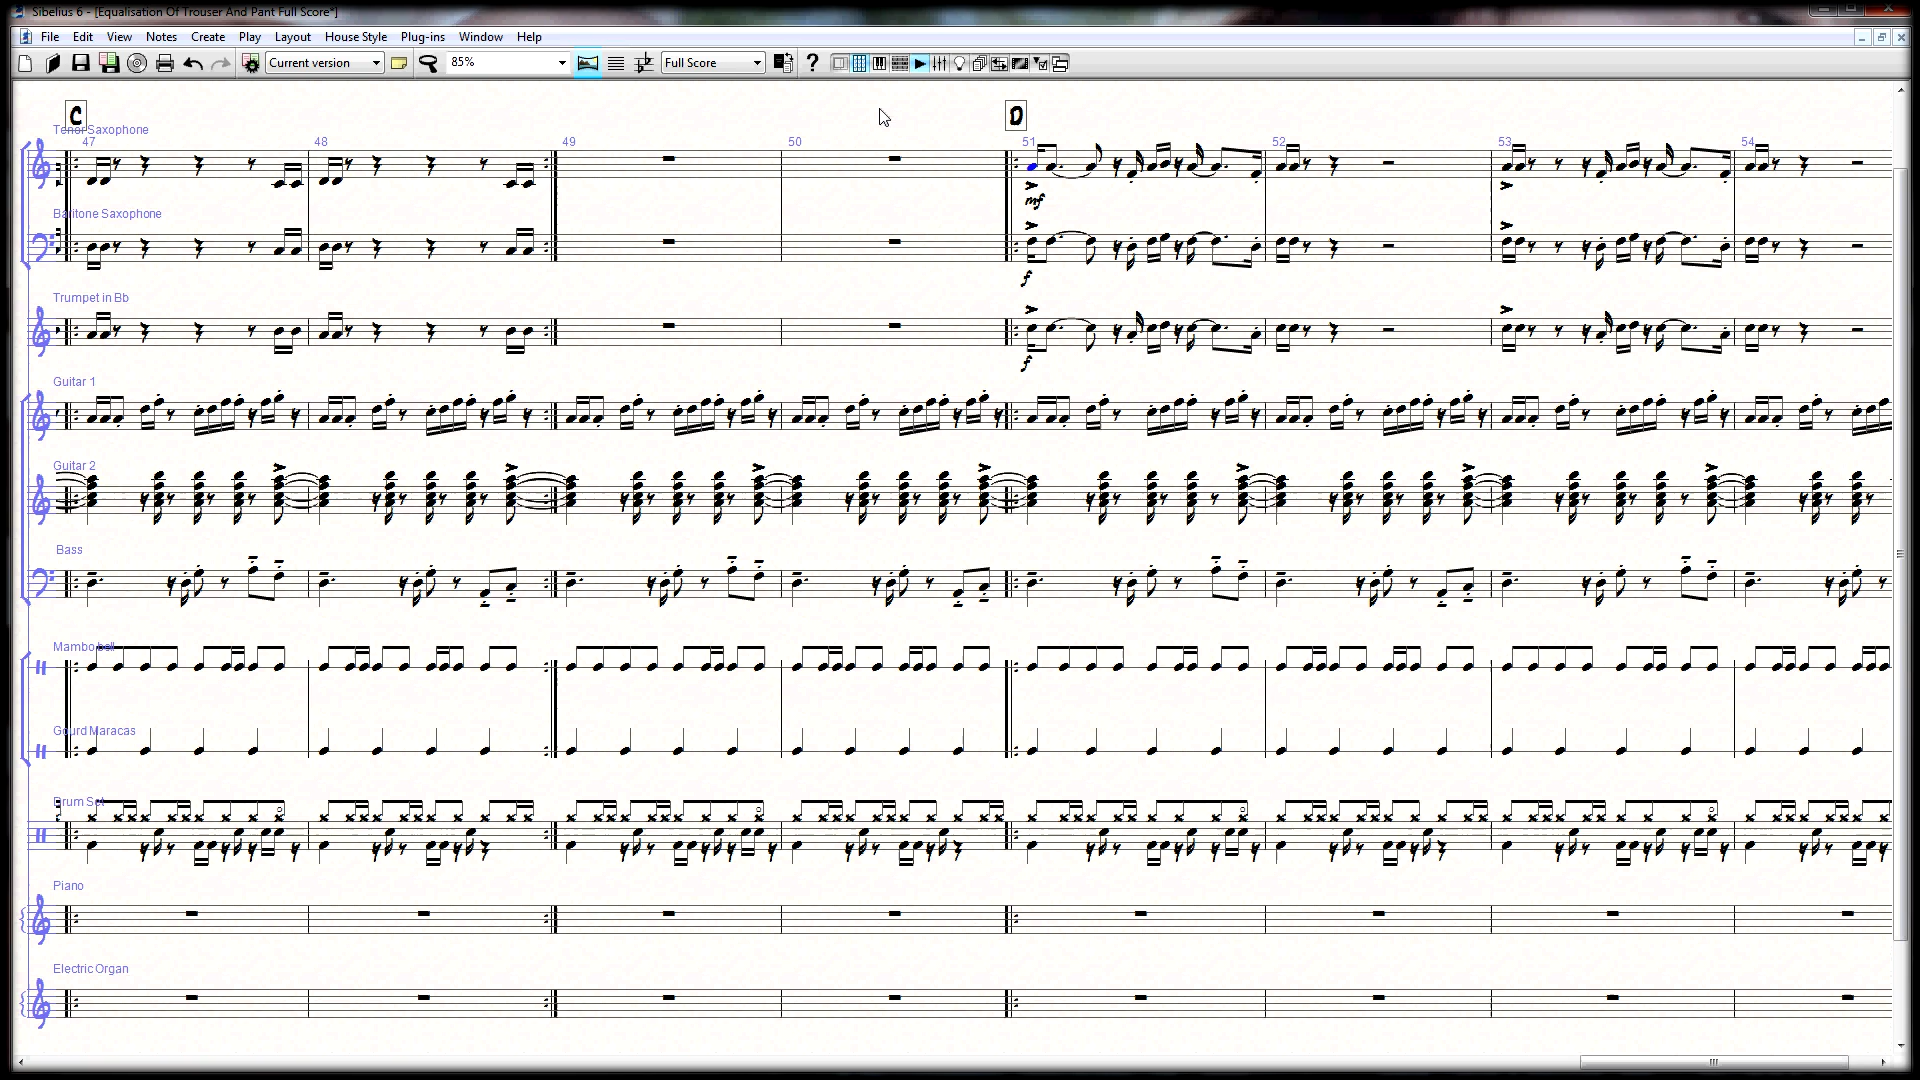 Sibelius 6 - [Equalisation Of Trouser And Pant Full Score*]
File Edit View Notes Create Play Layout House Style Plug-ins Window Help
Current version 85% Full Score ?
C D
Tenor Saxophone
47 48 49 50 51 52 53 54
mf
Baritone Saxophone
f
Trumpet in Bb
f
Guitar 1
Guitar 2
Bass
Mambo bell
Gourd Maracas
Drum Set
Piano
Electric Organ